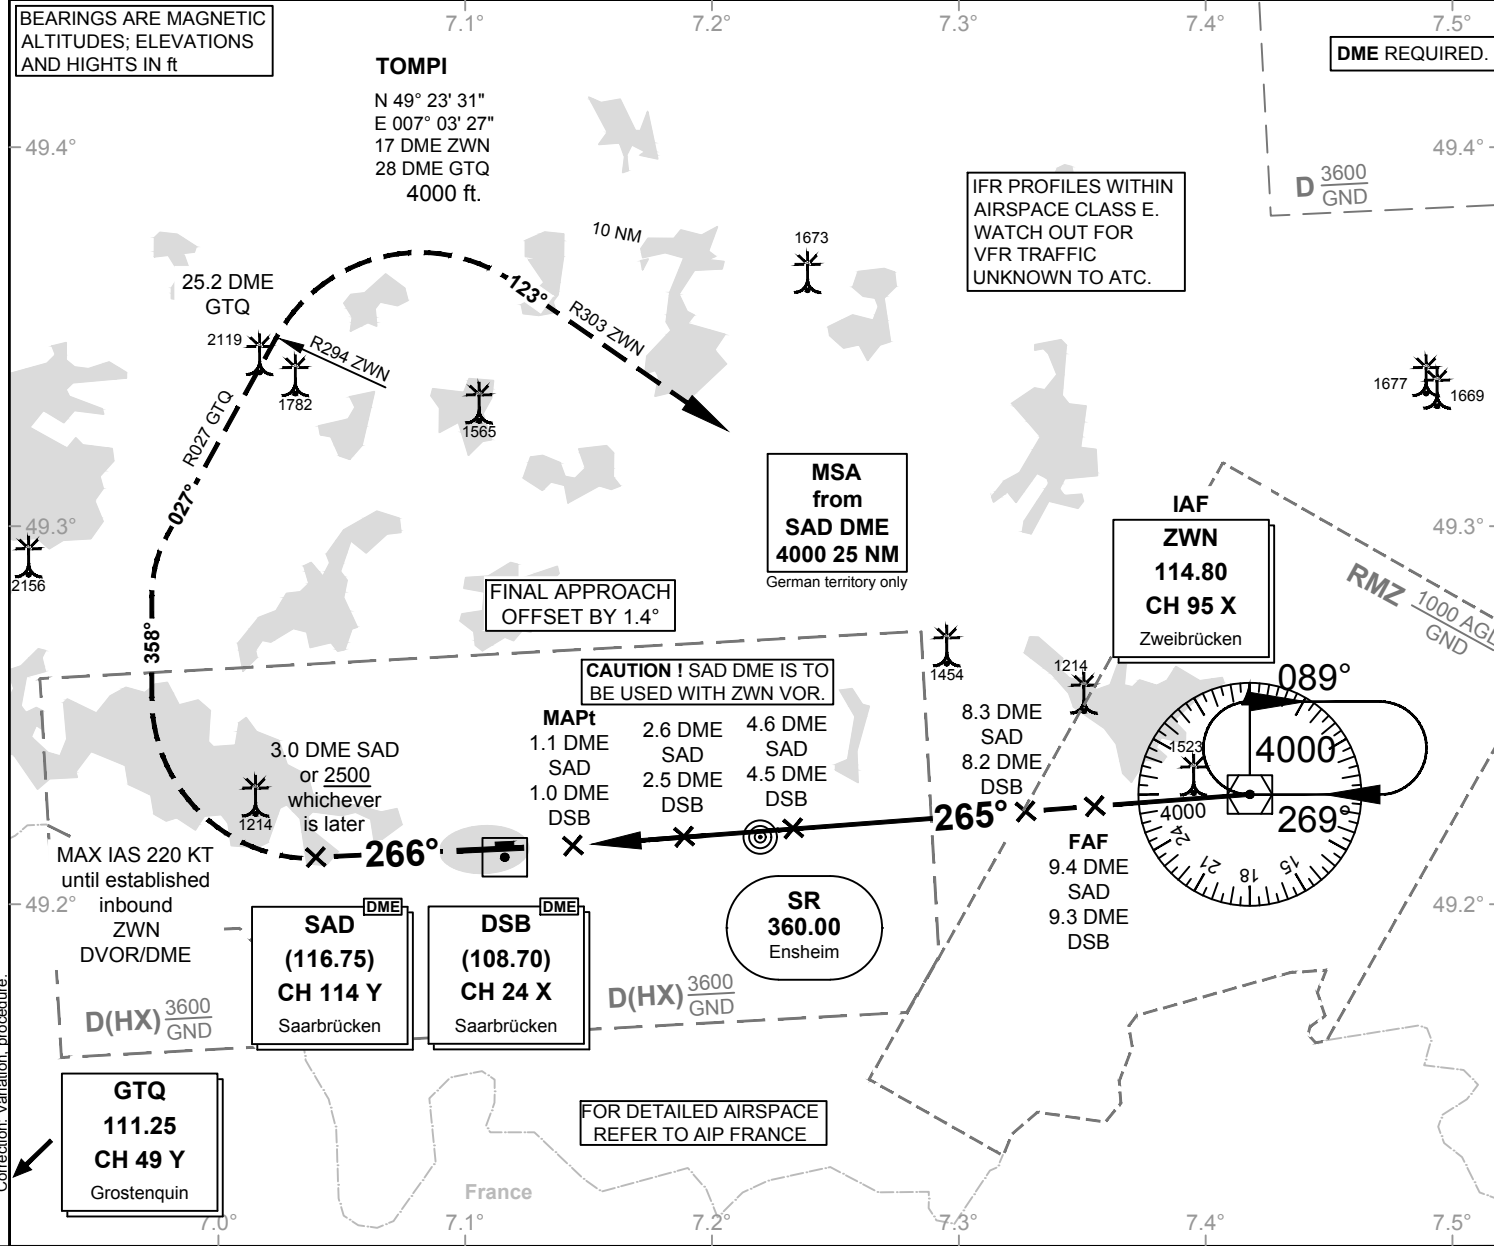 BEARINGS ARE MAGNETIC
ALTITUDES; ELEVATIONS
AND HIGHTS IN ft
7.1°
7.2°
7.3°
7.4°
7.5°
DME REQUIRED.
TOMPI
N 49° 23' 31"
E 007° 03' 27"
17 DME ZWN
28 DME GTQ
4000 ft.
49.4°
49.4°
D 3600
GND
IFR PROFILES WITHIN
AIRSPACE CLASS E.
WATCH OUT FOR
VFR TRAFFIC
UNKNOWN TO ATC.
10 NM
1673
25.2 DME
GTQ
123°
R303 ZWN
2119
R294 ZWN
1782
1565
1677
1669
R027 GTQ
027°
MSA
from
SAD DME
4000 25 NM
German territory only
49.3°
49.3°
2156
IAF
ZWN
114.80
CH 95 X
Zweibrücken
RMZ 1000 AGL
GND
FINAL APPROACH
OFFSET BY 1.4°
358°
CAUTION ! SAD DME IS TO
BE USED WITH ZWN VOR.
1454
1214
089°
MAPt
1.1 DME
SAD
1.0 DME
DSB
2.6 DME
SAD
2.5 DME
DSB
4.6 DME
SAD
4.5 DME
DSB
8.3 DME
SAD
8.2 DME
DSB
3.0 DME SAD
or 2500
whichever
is later
1214
1523
4000
4000
269°
24
21
18
15
265°
266°
FAF
9.4 DME
SAD
9.3 DME
DSB
MAX IAS 220 KT
until established
inbound
ZWN
DVOR/DME
49.2°
49.2°
DME
SAD
(116.75)
CH 114 Y
Saarbrücken
DME
DSB
(108.70)
CH 24 X
Saarbrücken
SR
360.00
Ensheim
D(HX) 3600
GND
D(HX) 3600
GND
Correction: Variation, procedure.
GTQ
111.25
CH 49 Y
Grostenquin
FOR DETAILED AIRSPACE
REFER TO AIP FRANCE
France
7.0°
7.1°
7.2°
7.3°
7.4°
7.5°